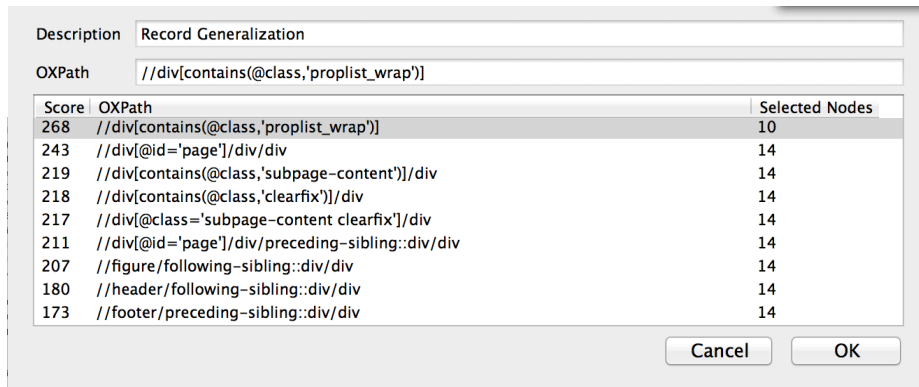 Description Record Generalization
OXPath //div[contains(@class,'proplist_wrap')]
Score OXPath Selected Nodes
268 //div[contains(@class,'proplist_wrap')] 10
243 //div[@id='page']/div/div 14
219 //div[contains(@class,'subpage-content')]/div 14
218 //div[contains(@class,'clearfix')]/div 14
217 //div[@class='subpage-content clearfix']/div 14
211 //div[@id='page']/div/preceding-sibling::div/div 14
207 //figure/following-sibling::div/div 14
180 //header/following-sibling::div/div 14
173 //footer/preceding-sibling::div/div 14
Cancel OK